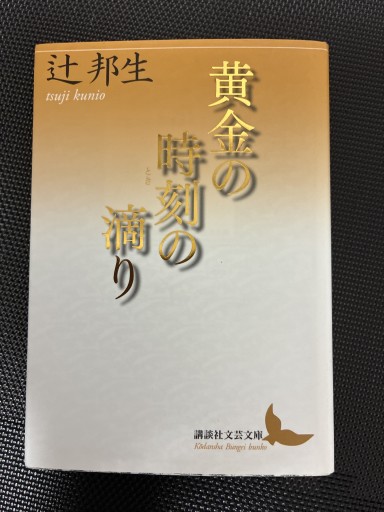 辻 邦生
tsuji kunio
黄金の
時刻の
とき
滴り
講談社文芸文庫
Kōdansha Bungei bunko